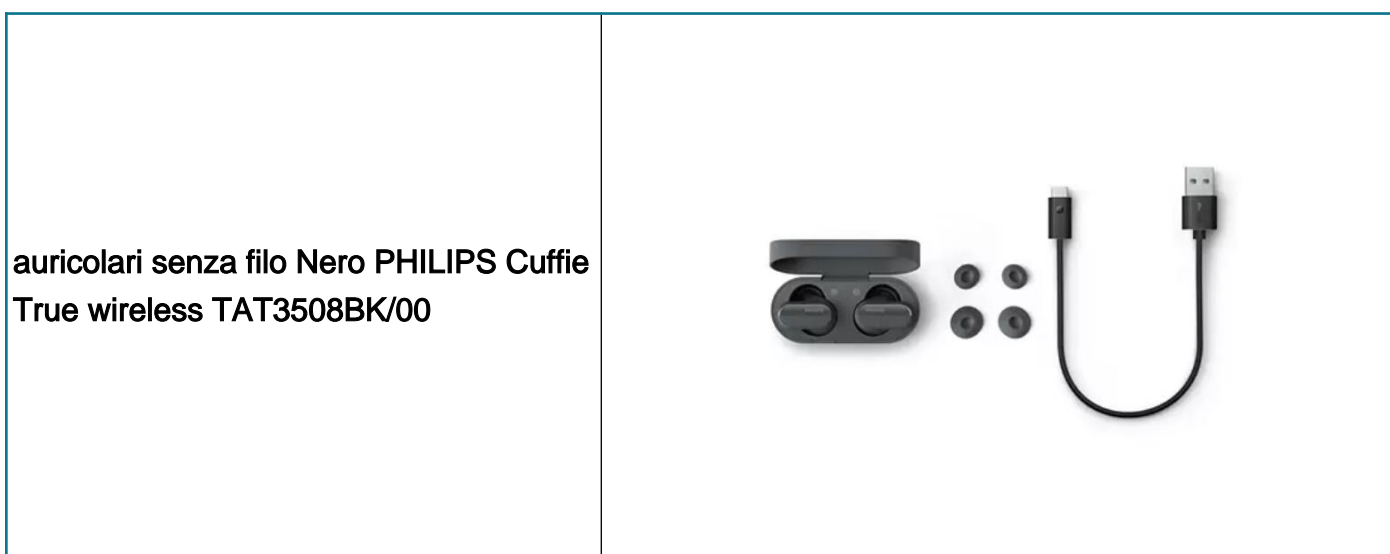 auricolari senza filo Nero PHILIPS Cuffie
True wireless TAT3508BK/00